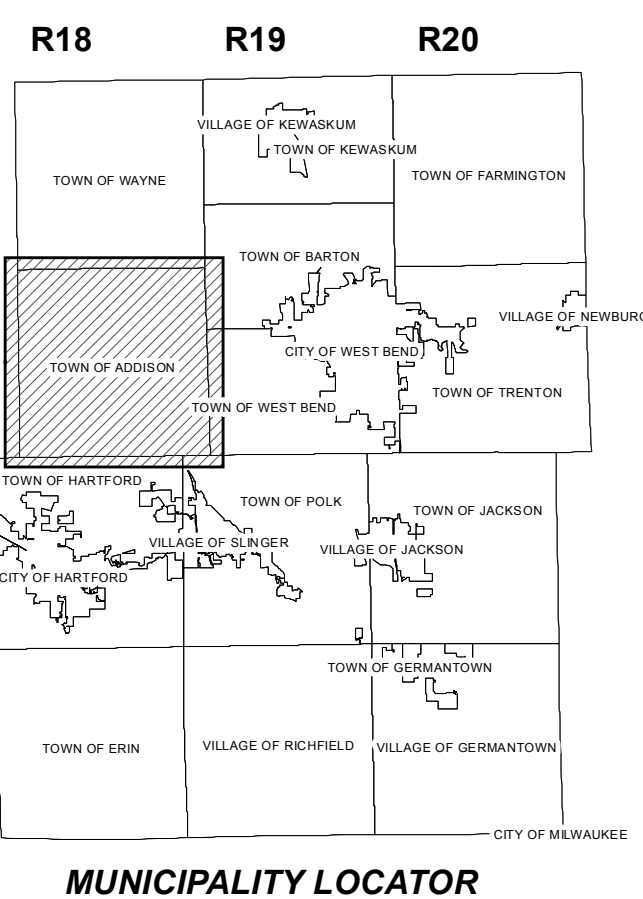 R18 R19 R20
VILLAGE OF KEWASKUM
TOWN OF KEWASKUM
TOWN OF WAYNE
TOWN OF FARMINGTON
TOWN OF BARTON
VILLAGE OF NEWBURG
CITY OF WEST BEND
TOWN OF ADDISON
TOWN OF TRENTON
TOWN OF WEST BEND
TOWN OF HARTFORD
TOWN OF POLK
TOWN OF JACKSON
VILLAGE OF SLINGER
VILLAGE OF JACKSON
CITY OF HARTFORD
TOWN OF GERMANTOWN
TOWN OF ERIN
VILLAGE OF RICHFIELD
VILLAGE OF GERMANTOWN
CITY OF MILWAUKEE
MUNICIPALITY LOCATOR